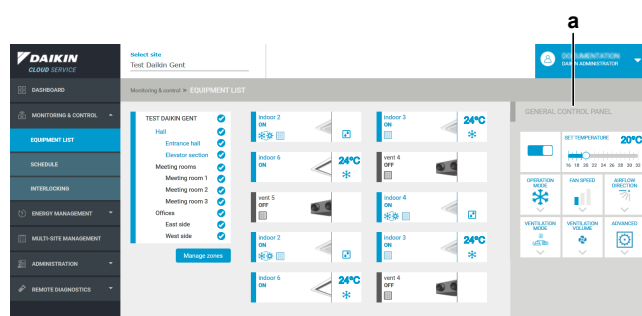 a
DAIKIN
CLOUD SERVICE
Select site
Test Daikin Gent
DOCUMENTATION
DAIKIN ADMINISTRATOR
DASHBOARD
MONITORING & CONTROL
EQUIPMENT LIST
SCHEDULE
INTERLOCKING
ENERGY MANAGEMENT
MULTI-SITE MANAGEMENT
ADMINISTRATION
REMOTE DIAGNOSTICS
Monitoring & control > EQUIPMENT LIST
TEST DAIKIN GENT
Hall
Entrance hall
Elevator section
Meeting rooms
Meeting room 1
Meeting room 2
Meeting room 3
Offices
East side
West side
Manage zones
indoor 2
ON
indoor 3
ON
24°C
indoor 6
ON
24°C
vent 4
OFF
vent 5
OFF
indoor 4
ON
indoor 2
ON
indoor 3
ON
24°C
indoor 6
ON
24°C
vent 4
OFF
GENERAL CONTROL PANEL
SET TEMPERATURE 20°C
16 18 20 22 24 26 28 30 32
OPERATION MODE
FAN SPEED
AIRFLOW DIRECTION
VENTILATION MODE
VENTILATION VOLUME
ADVANCED